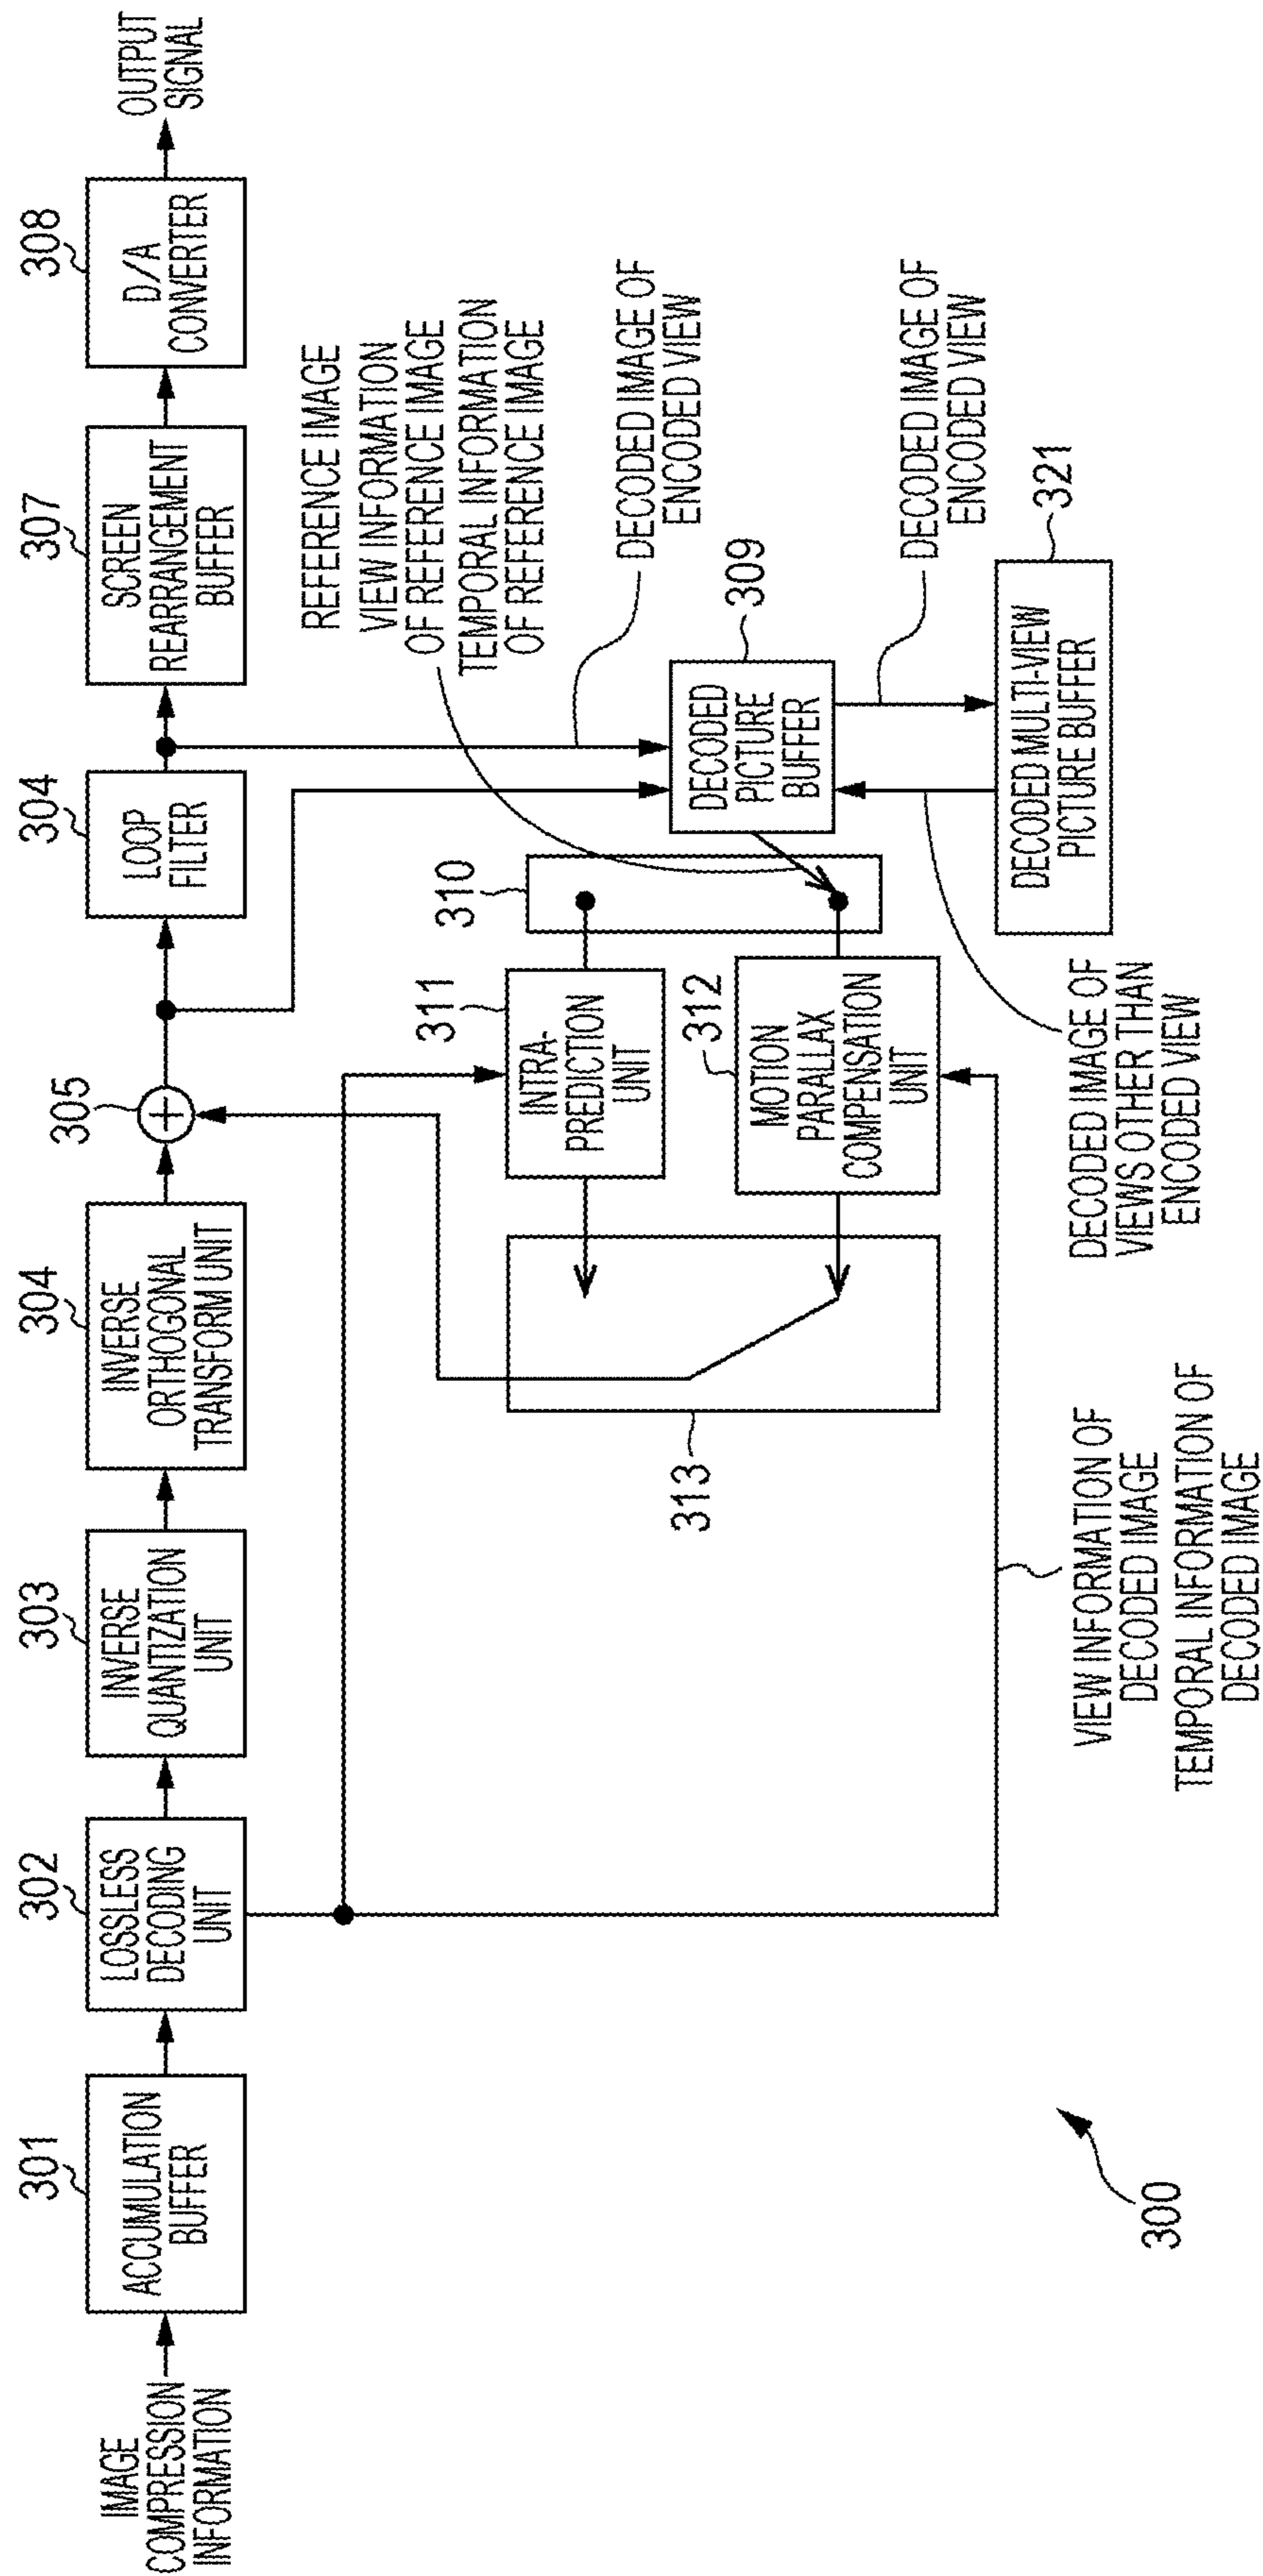 IMAGE
COMPRESSION
INFORMATION
301
ACCUMULATION
BUFFER
302
LOSSLESS
DECODING
UNIT
303
INVERSE
QUANTIZATION
UNIT
304
INVERSE
ORTHOGONAL
TRANSFORM UNIT
305
304
LOOP
FILTER
307
SCREEN
REARRANGEMENT
BUFFER
308
D/A
CONVERTER
OUTPUT
SIGNAL
REFERENCE IMAGE
VIEW INFORMATION
OF REFERENCE IMAGE
TEMPORAL INFORMATION
OF REFERENCE IMAGE
DECODED IMAGE OF
ENCODED VIEW
310
311
INTRA-
PREDICTION
UNIT
309
DECODED
PICTURE
BUFFER
312
MOTION
PARALLAX
COMPENSATION
UNIT
313
DECODED IMAGE OF
ENCODED VIEW
321
DECODED MULTI-VIEW
PICTURE BUFFER
DECODED IMAGE OF
VIEWS OTHER THAN
ENCODED VIEW
VIEW INFORMATION OF
DECODED IMAGE
TEMPORAL INFORMATION OF
DECODED IMAGE
300